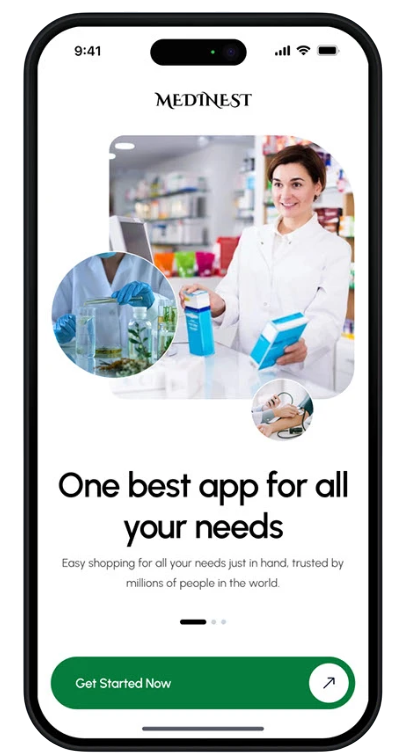 9:41
MEDINEST
One best app for all
your needs
Easy shopping for all your needs just in hand, trusted by
millions of people in the world.
Get Started Now